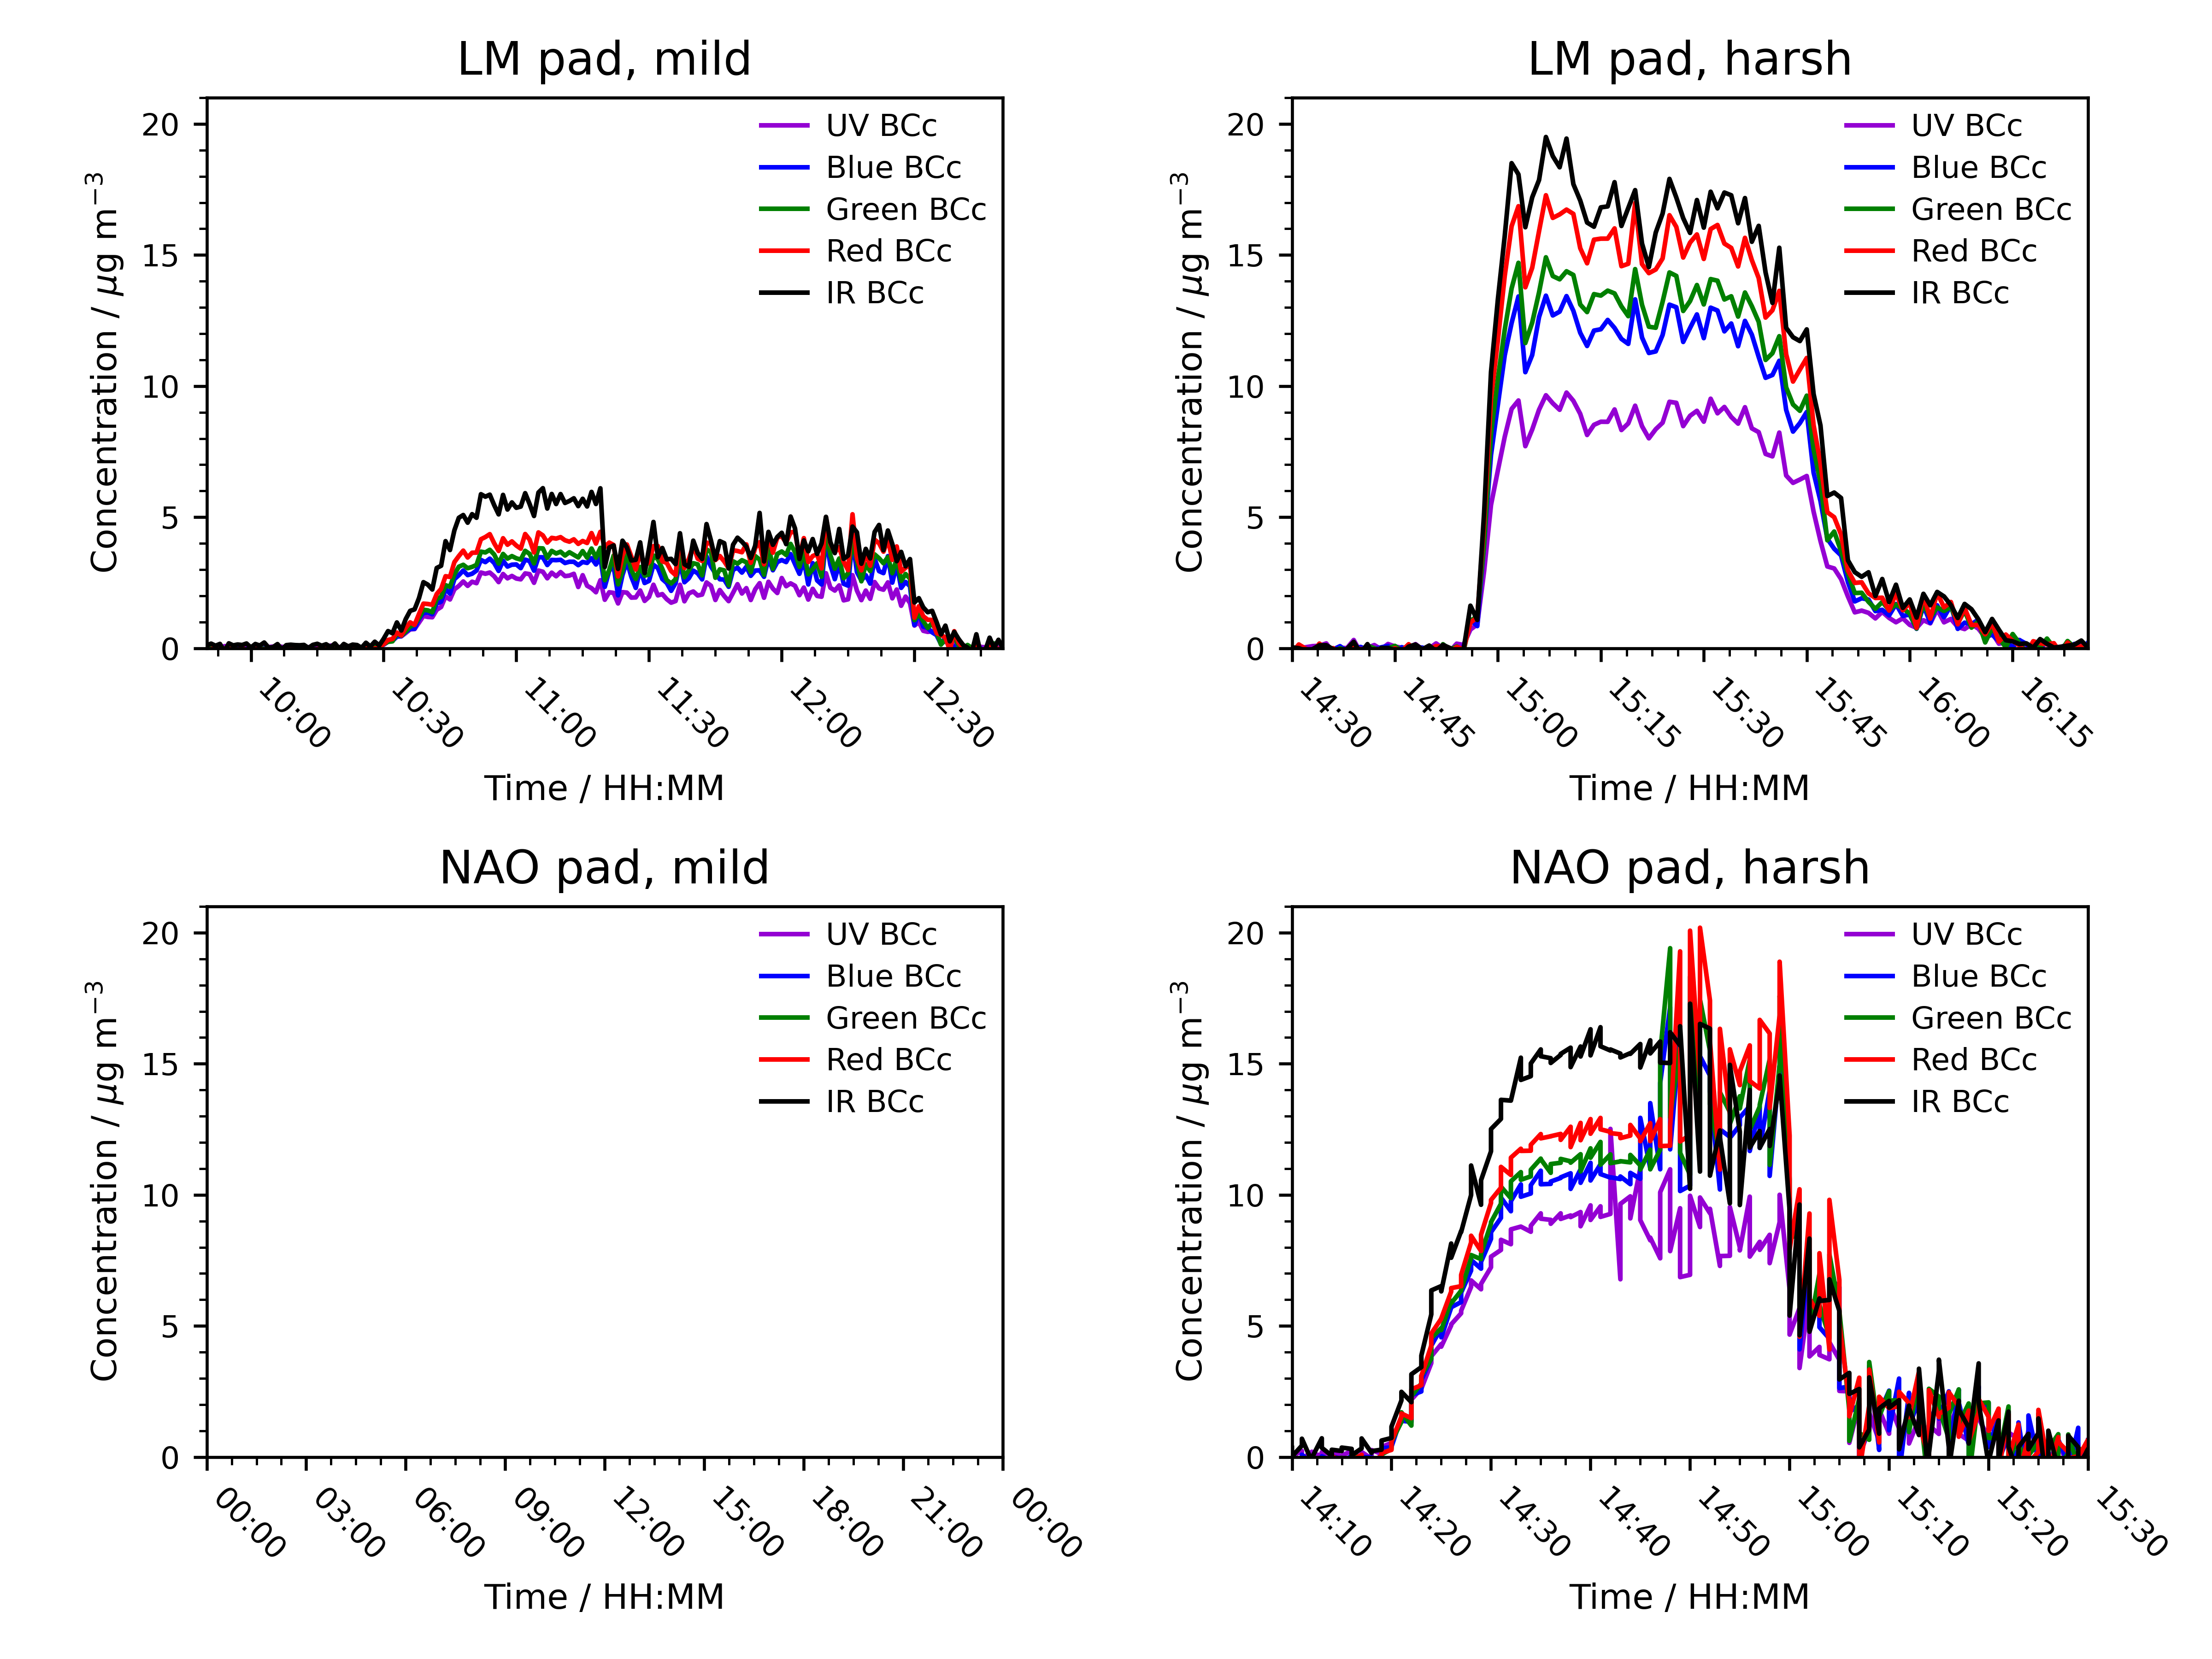 LM pad, mild
20
15
10
5
0
Concentration / µg m⁻³
UV BCc
Blue BCc
Green BCc
Red BCc
IR BCc
10:00 10:30 11:00 11:30 12:00 12:30
Time / HH:MM
LM pad, harsh
20
15
10
5
0
Concentration / µg m⁻³
UV BCc
Blue BCc
Green BCc
Red BCc
IR BCc
14:30 14:45 15:00 15:15 15:30 15:45 16:00 16:15
Time / HH:MM
NAO pad, mild
20
15
10
5
0
Concentration / µg m⁻³
UV BCc
Blue BCc
Green BCc
Red BCc
IR BCc
00:00 03:00 06:00 09:00 12:00 15:00 18:00 21:00 00:00
Time / HH:MM
NAO pad, harsh
20
15
10
5
0
Concentration / µg m⁻³
UV BCc
Blue BCc
Green BCc
Red BCc
IR BCc
14:10 14:20 14:30 14:40 14:50 15:00 15:10 15:20 15:30
Time / HH:MM